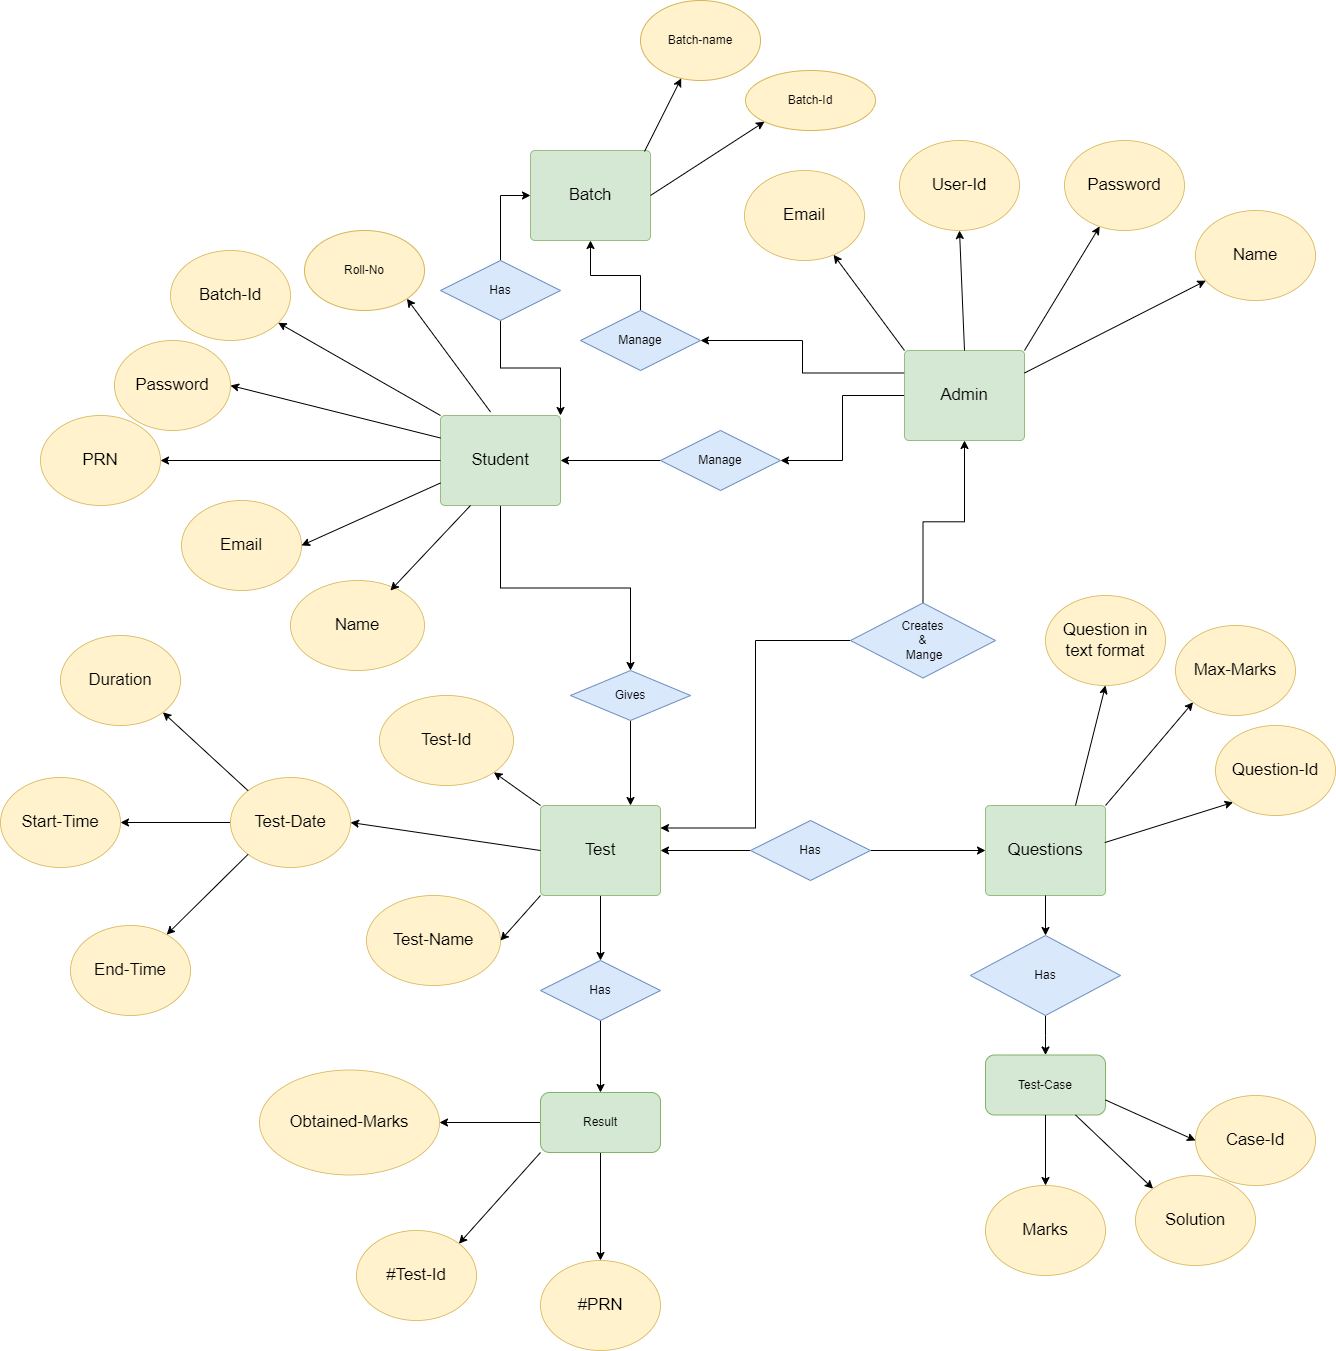 Batch-name
Batch-Id
Batch
Email
User-Id
Password
Name
Roll-No
Batch-Id
Has
Manage
Password
Admin
PRN
Student
Manage
Email
Name
Creates
&
Mange
Question in
text format
Max-Marks
Duration
Gives
Test-Id
Question-Id
Start-Time
Test-Date
Test
Has
Questions
Test-Name
End-Time
Has
Has
Test-Case
Obtained-Marks
Result
Case-Id
Marks
Solution
#Test-Id
#PRN